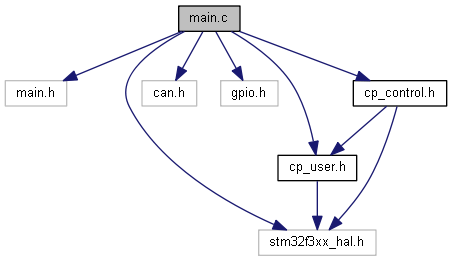 main.c
main.h
can.h
gpio.h
cp_control.h
cp_user.h
stm32f3xx_hal.h